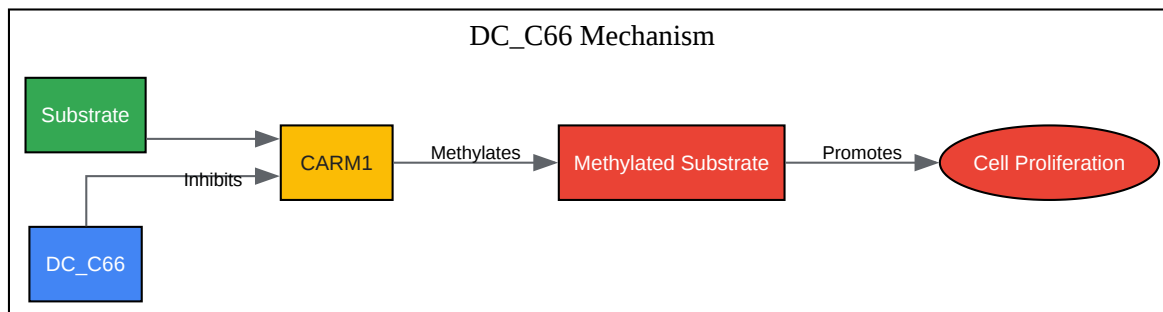 DC_C66 Mechanism
Substrate
Inhibits
DC_C66
CARM1
Methylates
Methylated Substrate
Promotes
Cell Proliferation